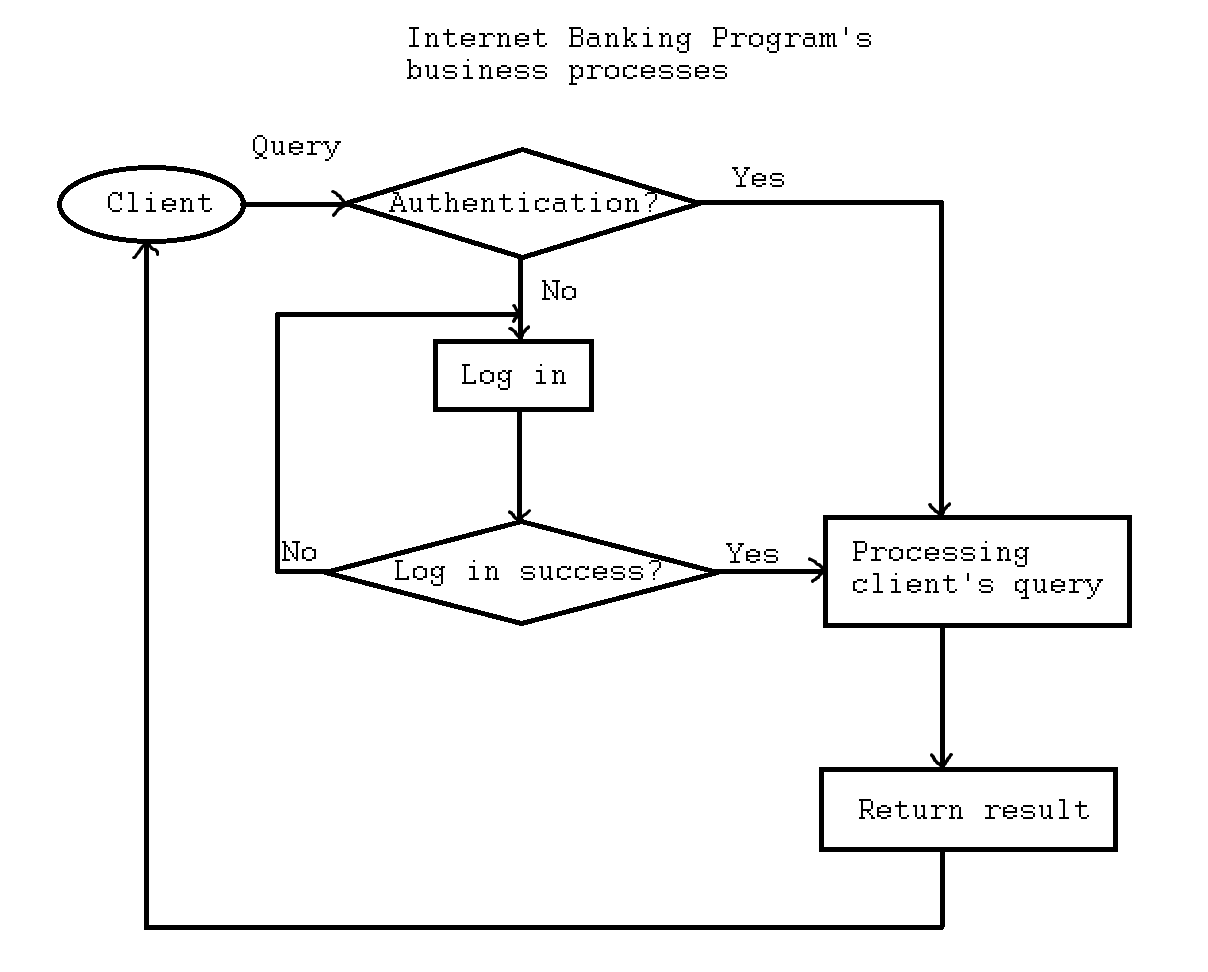 Internet Banking Program's
business processes
Query
Client
Authentication?
Yes
No
Log in
No
Log in success?
Yes
Processing
client's query
Return result